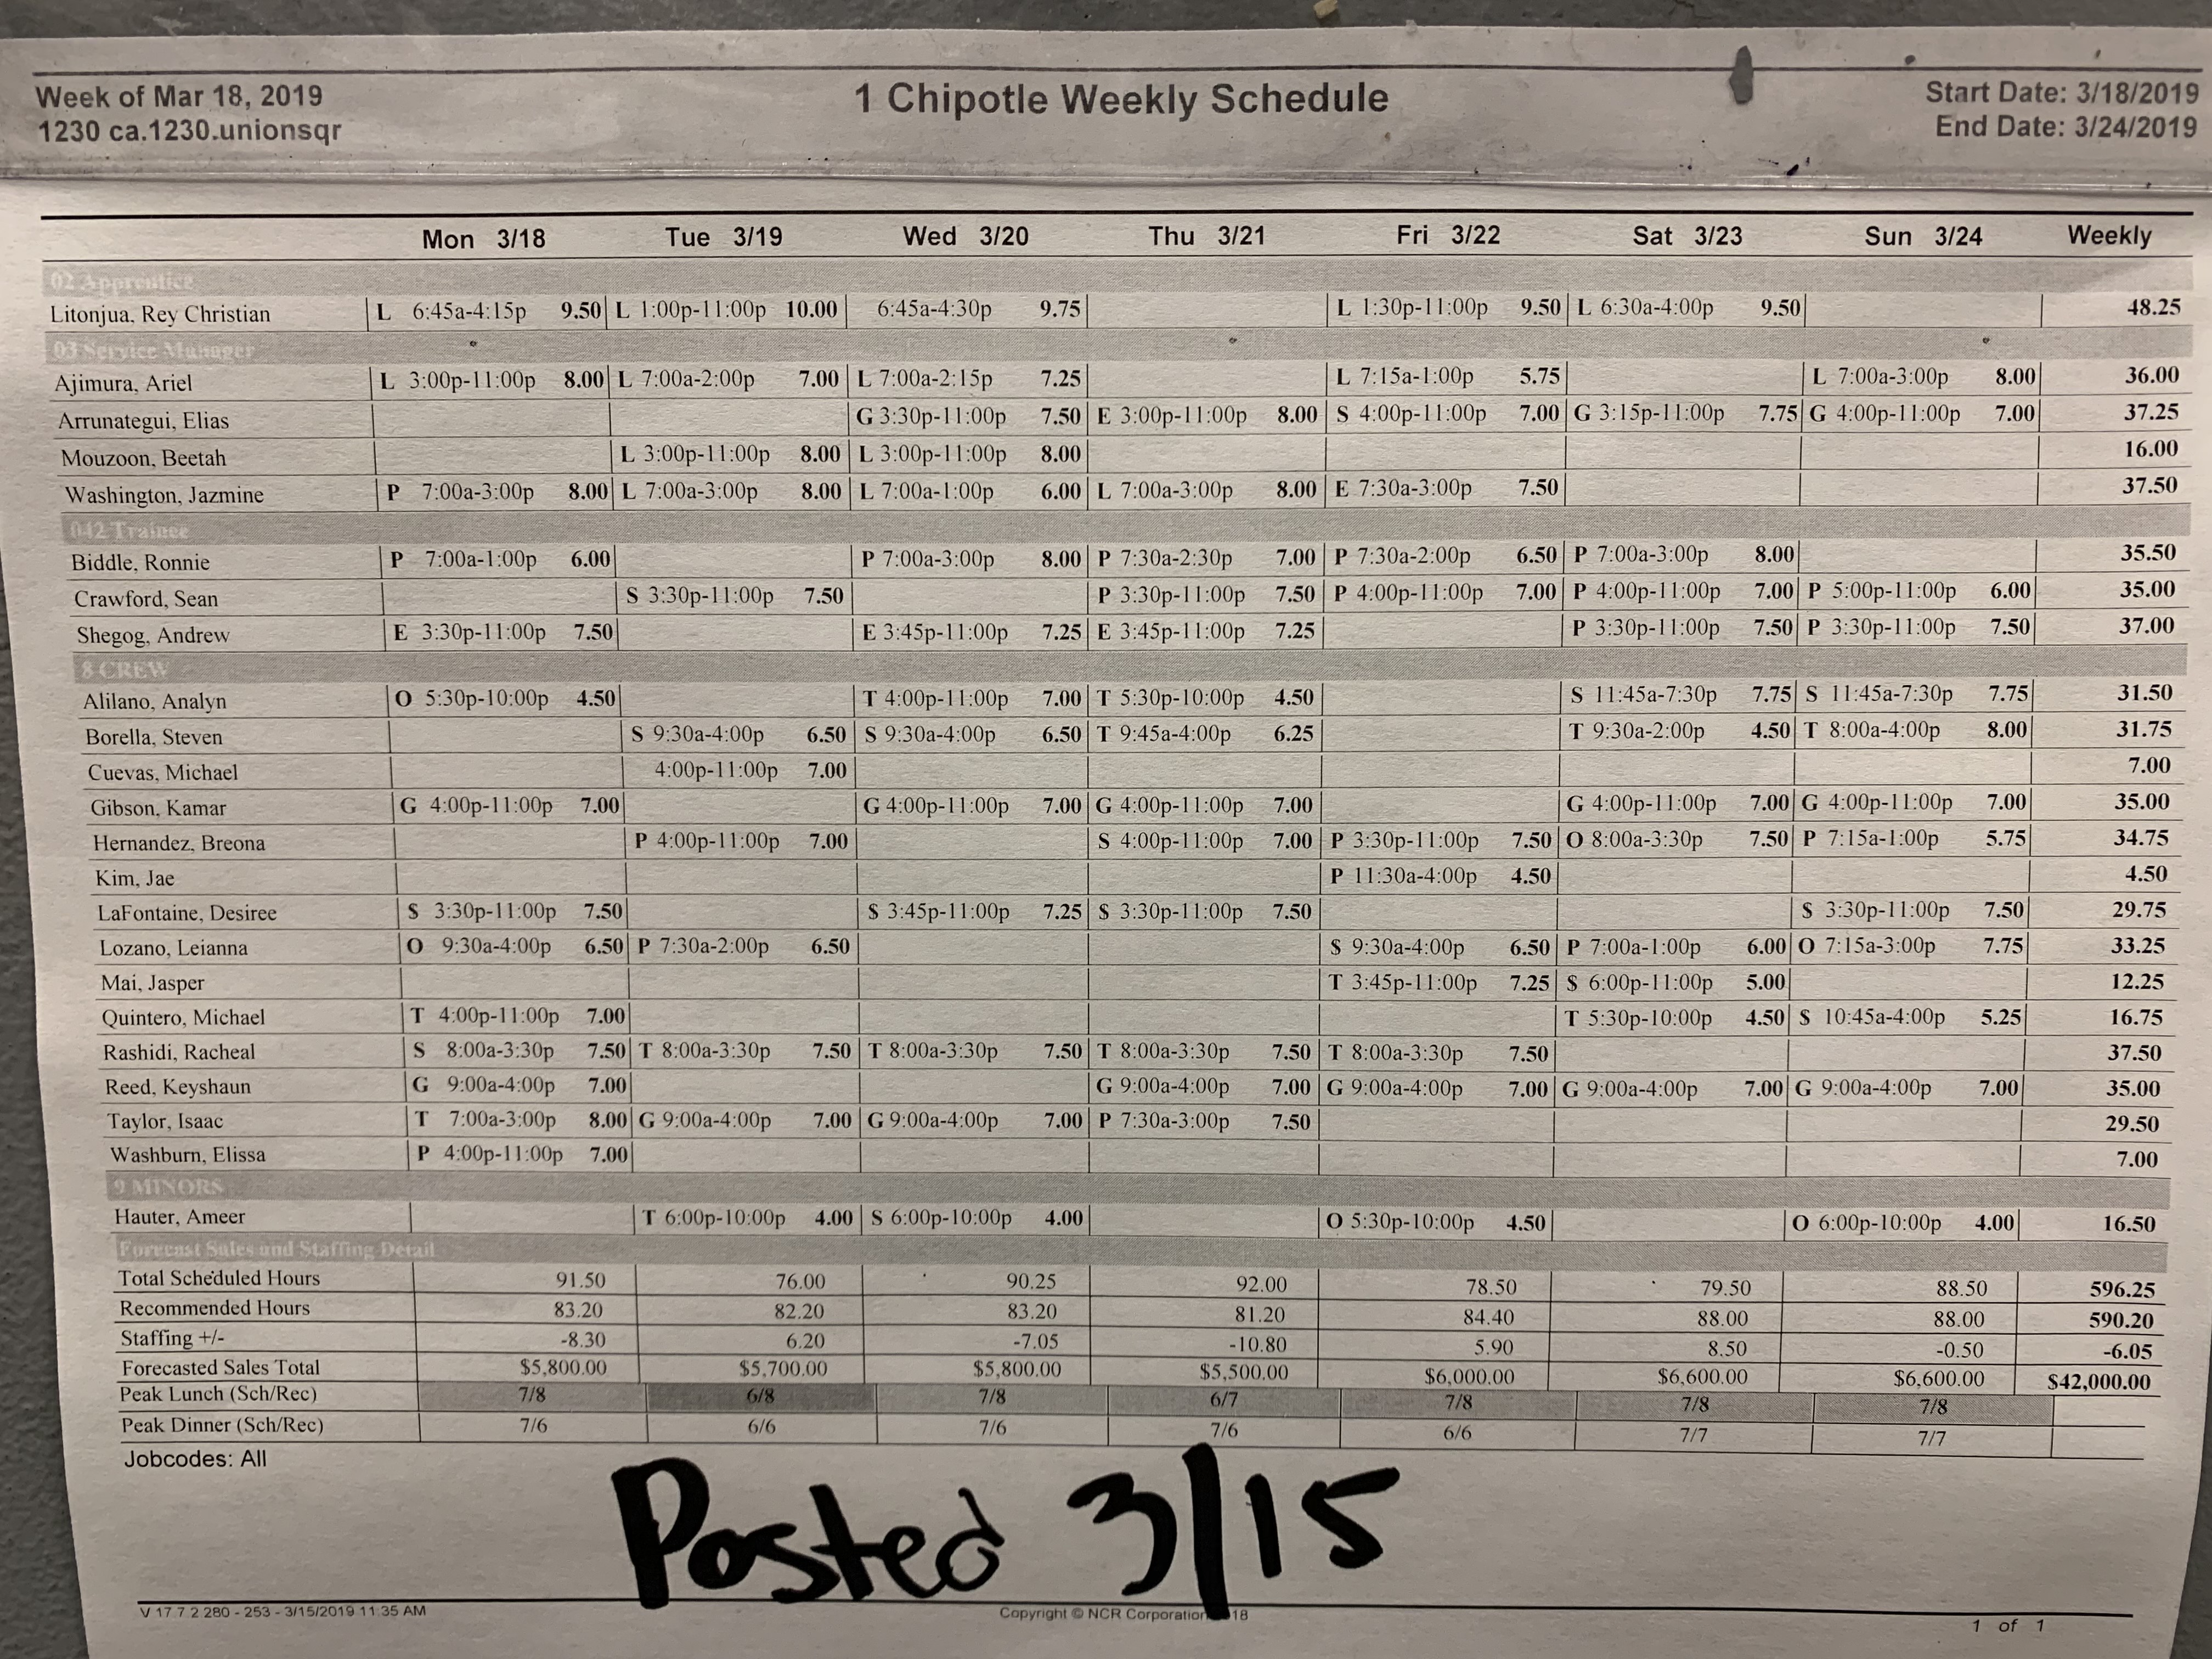 Week of Mar 18, 2019 1 Chipotle Weekly Schedule Start Date: 3/18/2019
1230 ca.1230.unionsqr End Date: 3/24/2019
Mon 3/18 Tue 3/19 Wed 3/20 Thu 3/21 Fri 3/22 Sat 3/23 Sun 3/24 Weekly
02 Apprentice
Litonjua, Rey Christian L 6:45a-4:15p 9.50 L 1:00p-11:00p 10.00 6:45a-4:30p 9.75 L 1:30p-11:00p 9.50 L 6:30a-4:00p 9.50 48.25
03 Service Manager
Ajimura, Ariel L 3:00p-11:00p 8.00 L 7:00a-2:00p 7.00 L 7:00a-2:15p 7.25 L 7:15a-1:00p 5.75 L 7:00a-3:00p 8.00 36.00
Arrunategui, Elias G 3:30p-11:00p 7.50 E 3:00p-11:00p 8.00 S 4:00p-11:00p 7.00 G 3:15p-11:00p 7.75 G 4:00p-11:00p 7.00 37.25
Mouzoon, Beetah L 3:00p-11:00p 8.00 L 3:00p-11:00p 8.00 16.00
Washington, Jazmine P 7:00a-3:00p 8.00 L 7:00a-3:00p 8.00 L 7:00a-1:00p 6.00 L 7:00a-3:00p 8.00 E 7:30a-3:00p 7.50 37.50
042 Trainee
Biddle, Ronnie P 7:00a-1:00p 6.00 P 7:00a-3:00p 8.00 P 7:30a-2:30p 7.00 P 7:30a-2:00p 6.50 P 7:00a-3:00p 8.00 35.50
Crawford, Sean S 3:30p-11:00p 7.50 P 3:30p-11:00p 7.50 P 4:00p-11:00p 7.00 P 4:00p-11:00p 7.00 P 5:00p-11:00p 6.00 35.00
Shegog, Andrew E 3:30p-11:00p 7.50 E 3:45p-11:00p 7.25 E 3:45p-11:00p 7.25 P 3:30p-11:00p 7.50 P 3:30p-11:00p 7.50 37.00
8 CREW
Alilano, Analyn O 5:30p-10:00p 4.50 T 4:00p-11:00p 7.00 T 5:30p-10:00p 4.50 S 11:45a-7:30p 7.75 S 11:45a-7:30p 7.75 31.50
Borella, Steven S 9:30a-4:00p 6.50 S 9:30a-4:00p 6.50 T 9:45a-4:00p 6.25 T 9:30a-2:00p 4.50 T 8:00a-4:00p 8.00 31.75
Cuevas, Michael 4:00p-11:00p 7.00 7.00
Gibson, Kamar G 4:00p-11:00p 7.00 G 4:00p-11:00p 7.00 G 4:00p-11:00p 7.00 G 4:00p-11:00p 7.00 G 4:00p-11:00p 7.00 35.00
Hernandez, Breona P 4:00p-11:00p 7.00 S 4:00p-11:00p 7.00 P 3:30p-11:00p 7.50 O 8:00a-3:30p 7.50 P 7:15a-1:00p 5.75 34.75
Kim, Jae P 11:30a-4:00p 4.50 4.50
LaFontaine, Desiree S 3:30p-11:00p 7.50 S 3:45p-11:00p 7.25 S 3:30p-11:00p 7.50 S 3:30p-11:00p 7.50 29.75
Lozano, Leianna O 9:30a-4:00p 6.50 P 7:30a-2:00p 6.50 S 9:30a-4:00p 6.50 P 7:00a-1:00p 6.00 O 7:15a-3:00p 7.75 33.25
Mai, Jasper T 3:45p-11:00p 7.25 S 6:00p-11:00p 5.00 12.25
Quintero, Michael T 4:00p-11:00p 7.00 T 5:30p-10:00p 4.50 S 10:45a-4:00p 5.25 16.75
Rashidi, Racheal S 8:00a-3:30p 7.50 T 8:00a-3:30p 7.50 T 8:00a-3:30p 7.50 T 8:00a-3:30p 7.50 T 8:00a-3:30p 7.50 37.50
Reed, Keyshaun G 9:00a-4:00p 7.00 G 9:00a-4:00p 7.00 G 9:00a-4:00p 7.00 G 9:00a-4:00p 7.00 G 9:00a-4:00p 7.00 35.00
Taylor, Isaac T 7:00a-3:00p 8.00 G 9:00a-4:00p 7.00 G 9:00a-4:00p 7.00 P 7:30a-3:00p 7.50 29.50
Washburn, Elissa P 4:00p-11:00p 7.00 7.00
9 MINORS
Hauter, Ameer T 6:00p-10:00p 4.00 S 6:00p-10:00p 4.00 O 5:30p-10:00p 4.50 O 6:00p-10:00p 4.00 16.50
Forecast Sales and Staffing Detail
Total Scheduled Hours 91.50 76.00 90.25 92.00 78.50 79.50 88.50 596.25
Recommended Hours 83.20 82.20 83.20 81.20 84.40 88.00 88.00 590.20
Staffing +/- -8.30 6.20 -7.05 -10.80 5.90 8.50 -0.50 -6.05
Forecasted Sales Total $5,800.00 $5,700.00 $5,800.00 $5,500.00 $6,000.00 $6,600.00 $6,600.00 $42,000.00
Peak Lunch (Sch/Rec) 7/8 6/8 7/8 6/7 7/8 7/8 7/8
Peak Dinner (Sch/Rec) 7/6 6/6 7/6 7/6 6/6 7/7 7/7
Jobcodes: All
Posted 3/15
V 17.7.2.280 - 253 - 3/15/2019 11:35 AM Copyright © NCR Corporation 18
1 of 1